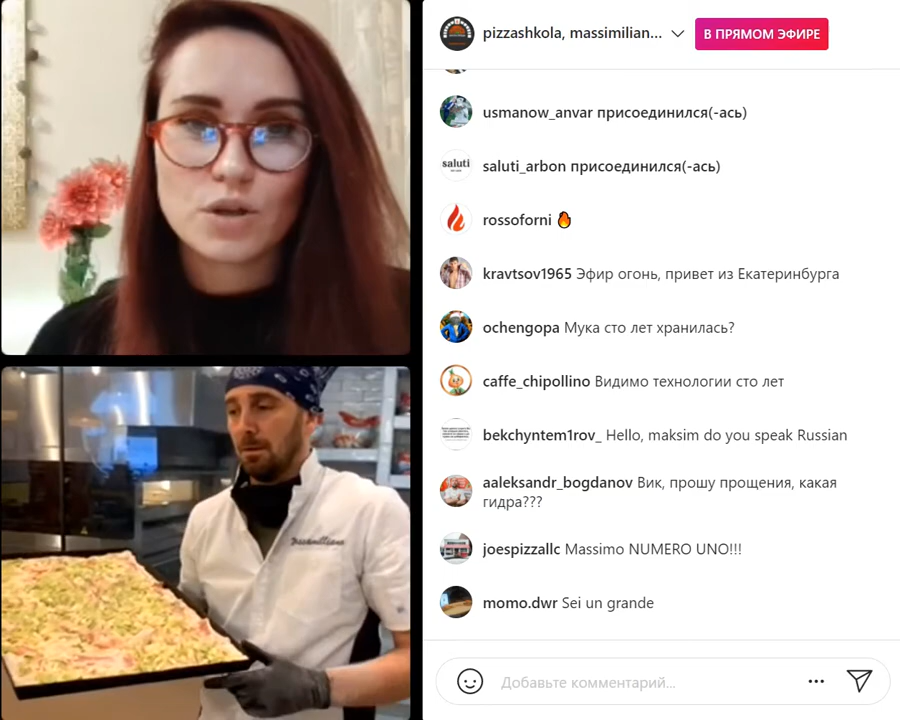 pizzashkola, massimilian...
В ПРЯМОМ ЭФИРЕ
usmanow_anvar присоединился(-ась)
saluti
saluti_arbon присоединился(-ась)
rossoforni 🔥
kravtsov1965 Эфир огонь, привет из Екатеринбурга
ochengopa Мука сто лет хранилась?
caffe_chipollino Видимо технологии сто лет
bekchyntem1rov_ Hello, maksim do you speak Russian
aaleksandr_bogdanov Вик, прошу прощения, какая
гидра???
joespizzallc Massimo NUMERO UNO!!!
momo.dwr Sei un grande
Добавьте комментарий...